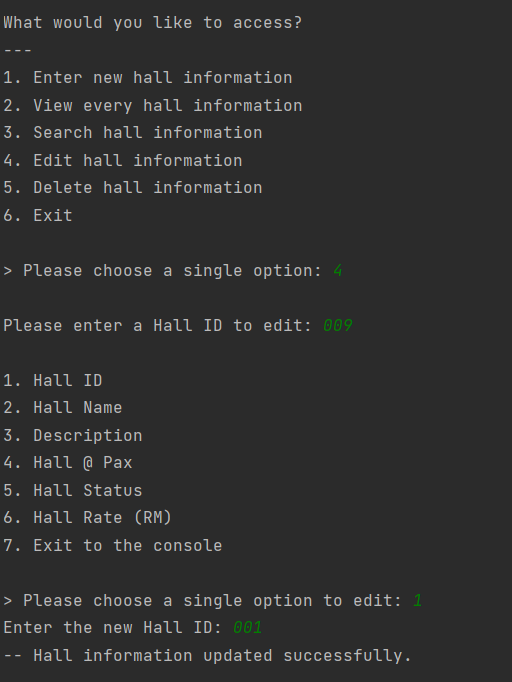 What would you like to access?
---
1. Enter new hall information
2. View every hall information
3. Search hall information
4. Edit hall information
5. Delete hall information
6. Exit
> Please choose a single option: 4
Please enter a Hall ID to edit: 009
1. Hall ID
2. Hall Name
3. Description
4. Hall @ Pax
5. Hall Status
6. Hall Rate (RM)
7. Exit to the console
> Please choose a single option to edit: 1
Enter the new Hall ID: 001
-- Hall information updated successfully.